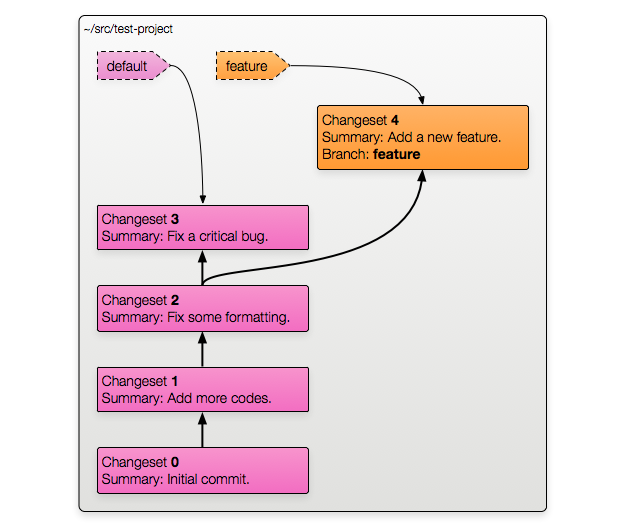 ~/src/test-project
default
feature
Changeset 4
Summary: Add a new feature.
Branch: feature
Changeset 3
Summary: Fix a critical bug.
Changeset 2
Summary: Fix some formatting.
Changeset 1
Summary: Add more codes.
Changeset 0
Summary: Initial commit.